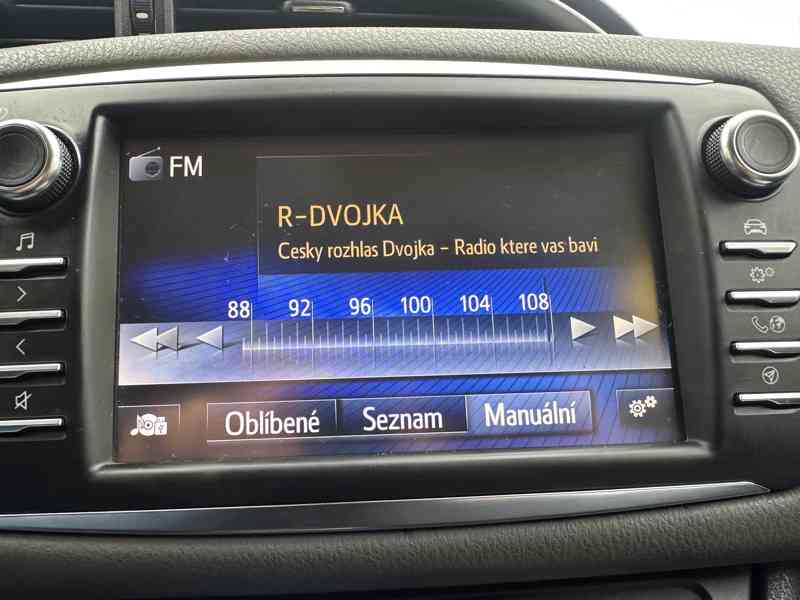 FM
R-DVOJKA
Cesky rozhlas Dvojka - Radio ktere vas bavi
88 92 96 100 104 108
Oblíbené Seznam Manuální